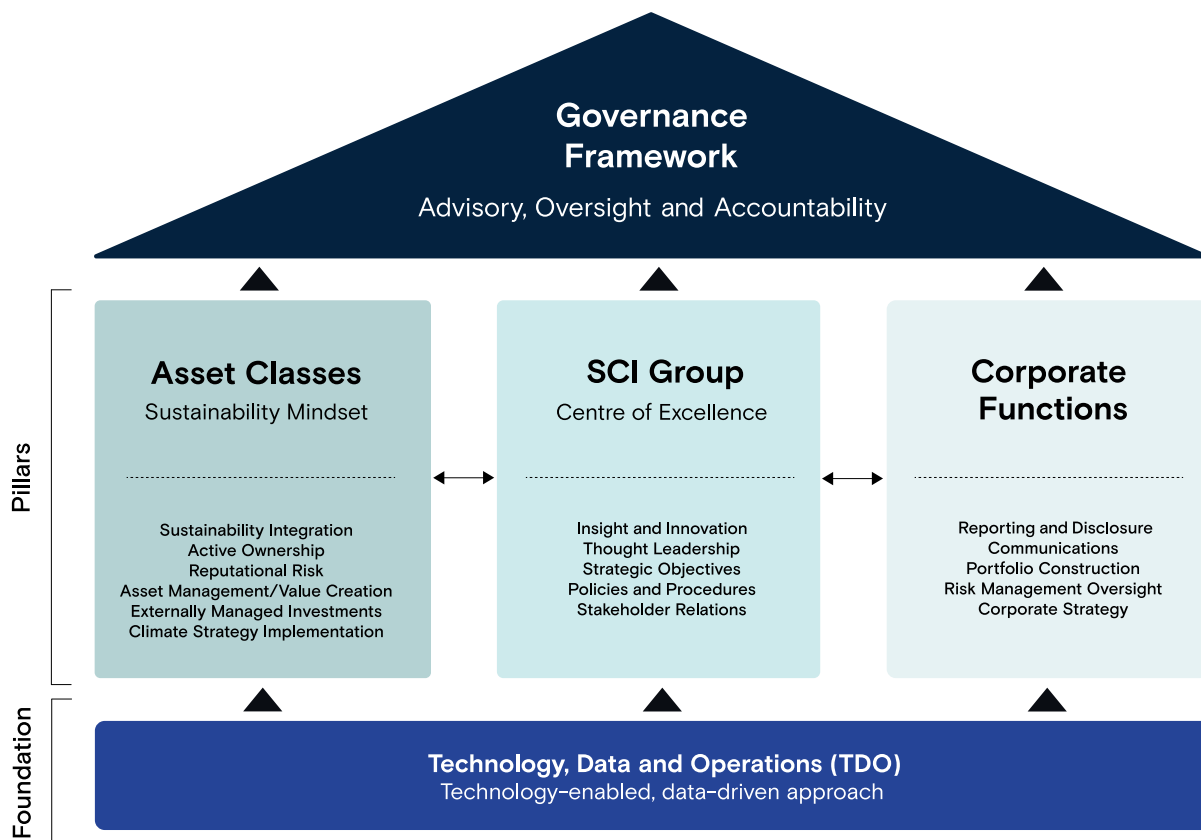 Governance
Framework
Advisory, Oversight and Accountability
Pillars
Asset Classes
Sustainability Mindset
Sustainability Integration
Active Ownership
Reputational Risk
Asset Management/Value Creation
Externally Managed Investments
Climate Strategy Implementation
SCI Group
Centre of Excellence
Insight and Innovation
Thought Leadership
Strategic Objectives
Policies and Procedures
Stakeholder Relations
Corporate
Functions
Reporting and Disclosure
Communications
Portfolio Construction
Risk Management Oversight
Corporate Strategy
Foundation
Technology, Data and Operations (TDO)
Technology-enabled, data-driven approach